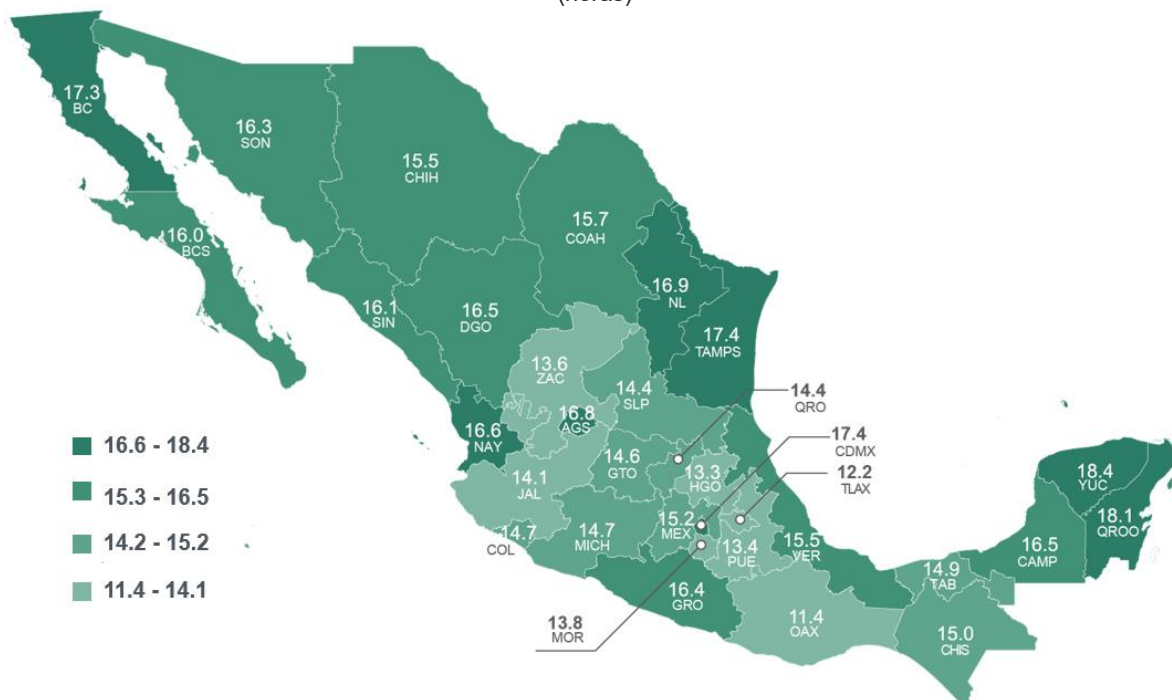 17.3
BC
16.3
SON
15.5
CHIH
15.7
COAH
16.0
BCS
16.9
NL
16.1
SIN
16.5
DGO
17.4
TAMPS
13.6
ZAC
14.4
SLP
14.4
QRO
16.8
AGS
16.6
NAY
17.4
CDMX
14.6
GTO
13.3
HGO
12.2
TLAX
14.1
JAL
18.4
YUC
18.1
QROO
14.7
COL
14.7
MICH
15.2
MEX
13.4
PUE
15.5
VER
16.5
CAMP
14.9
TAB
16.4
GRO
13.8
MOR
11.4
OAX
15.0
CHIS
16.6 - 18.4
15.3 - 16.5
14.2 - 15.2
11.4 - 14.1